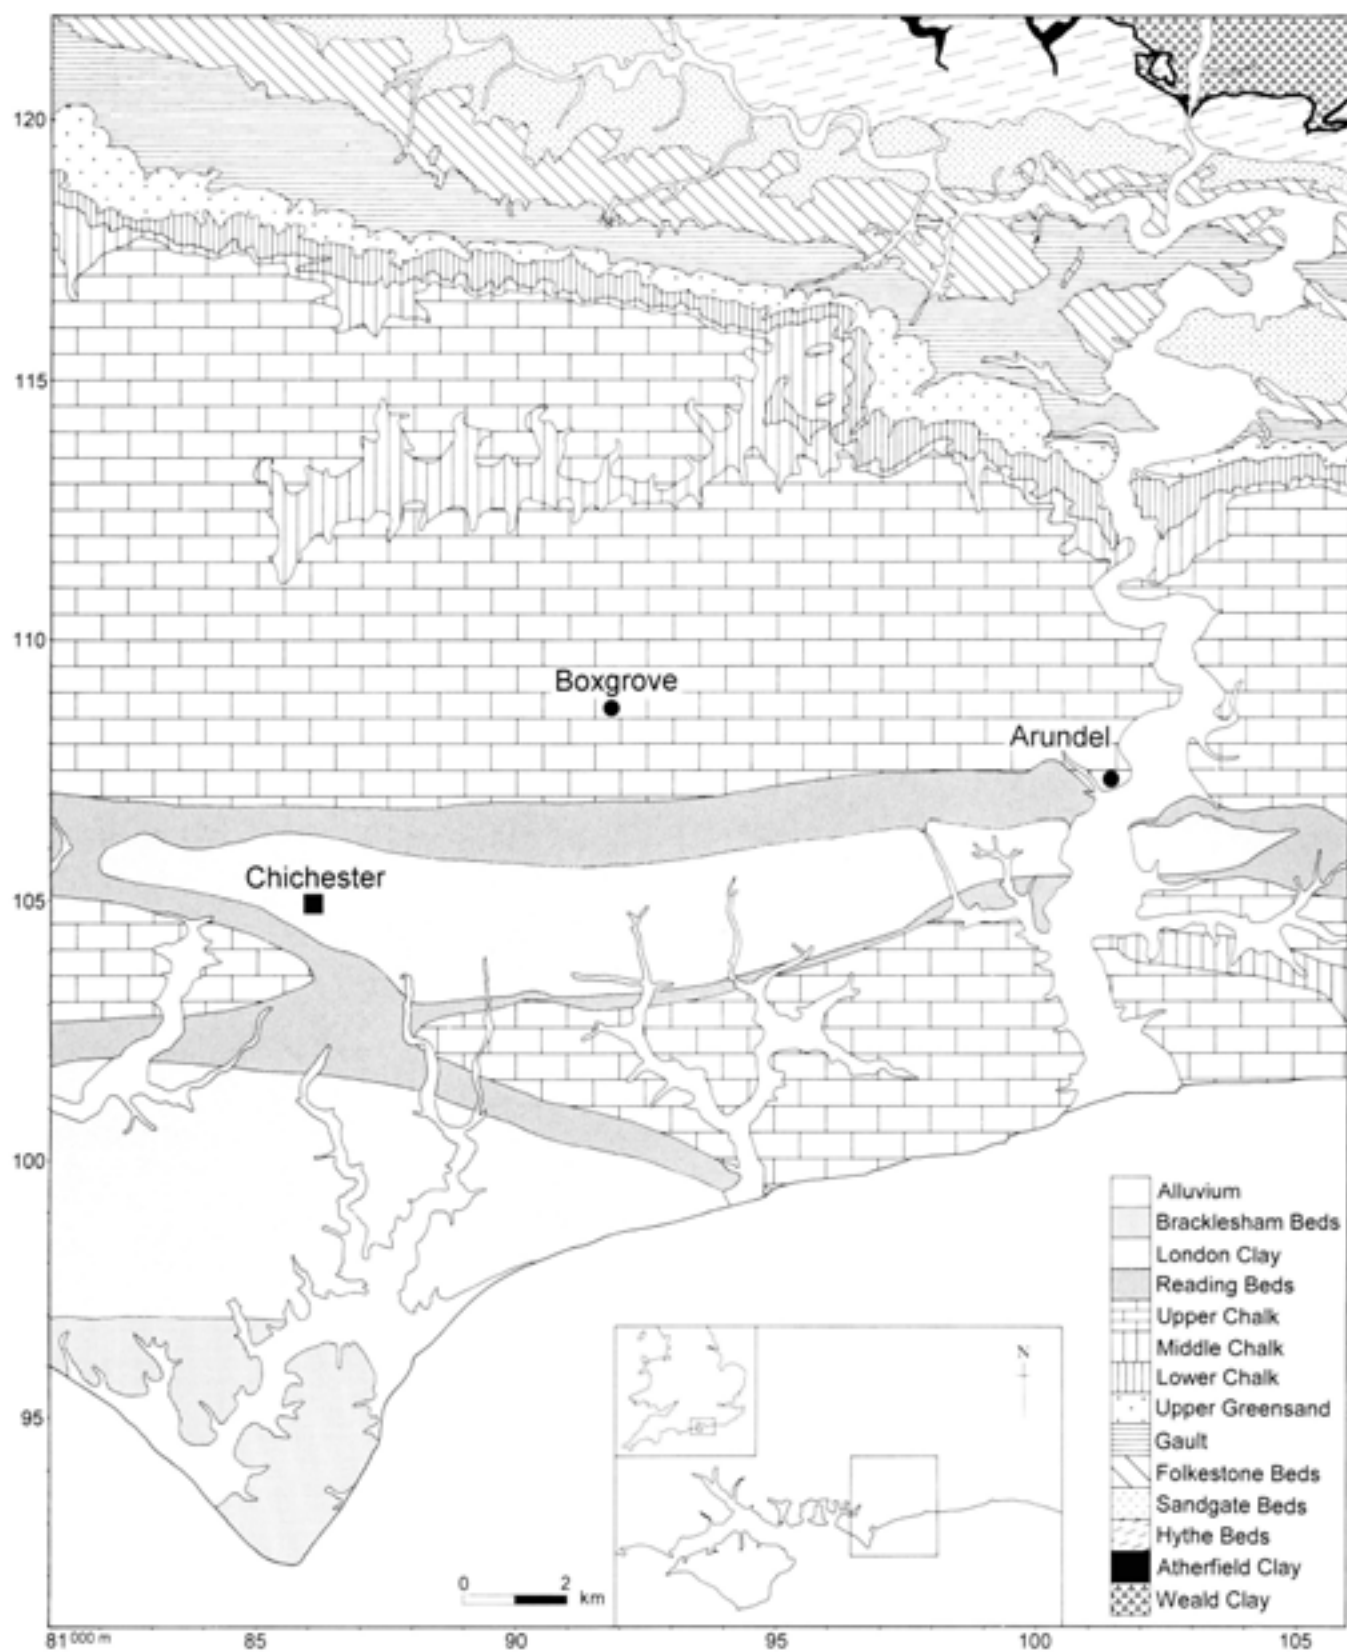 120
115
110
Boxgrove
Arundel
Chichester
105
100
95
Alluvium
Bracklesham Beds
London Clay
Reading Beds
Upper Chalk
Middle Chalk
Lower Chalk
Upper Greensand
Gault
Folkestone Beds
Sandgate Beds
Hythe Beds
Atherfield Clay
Weald Clay
N
0 2 km
81 000 m 85 90 95 100 105